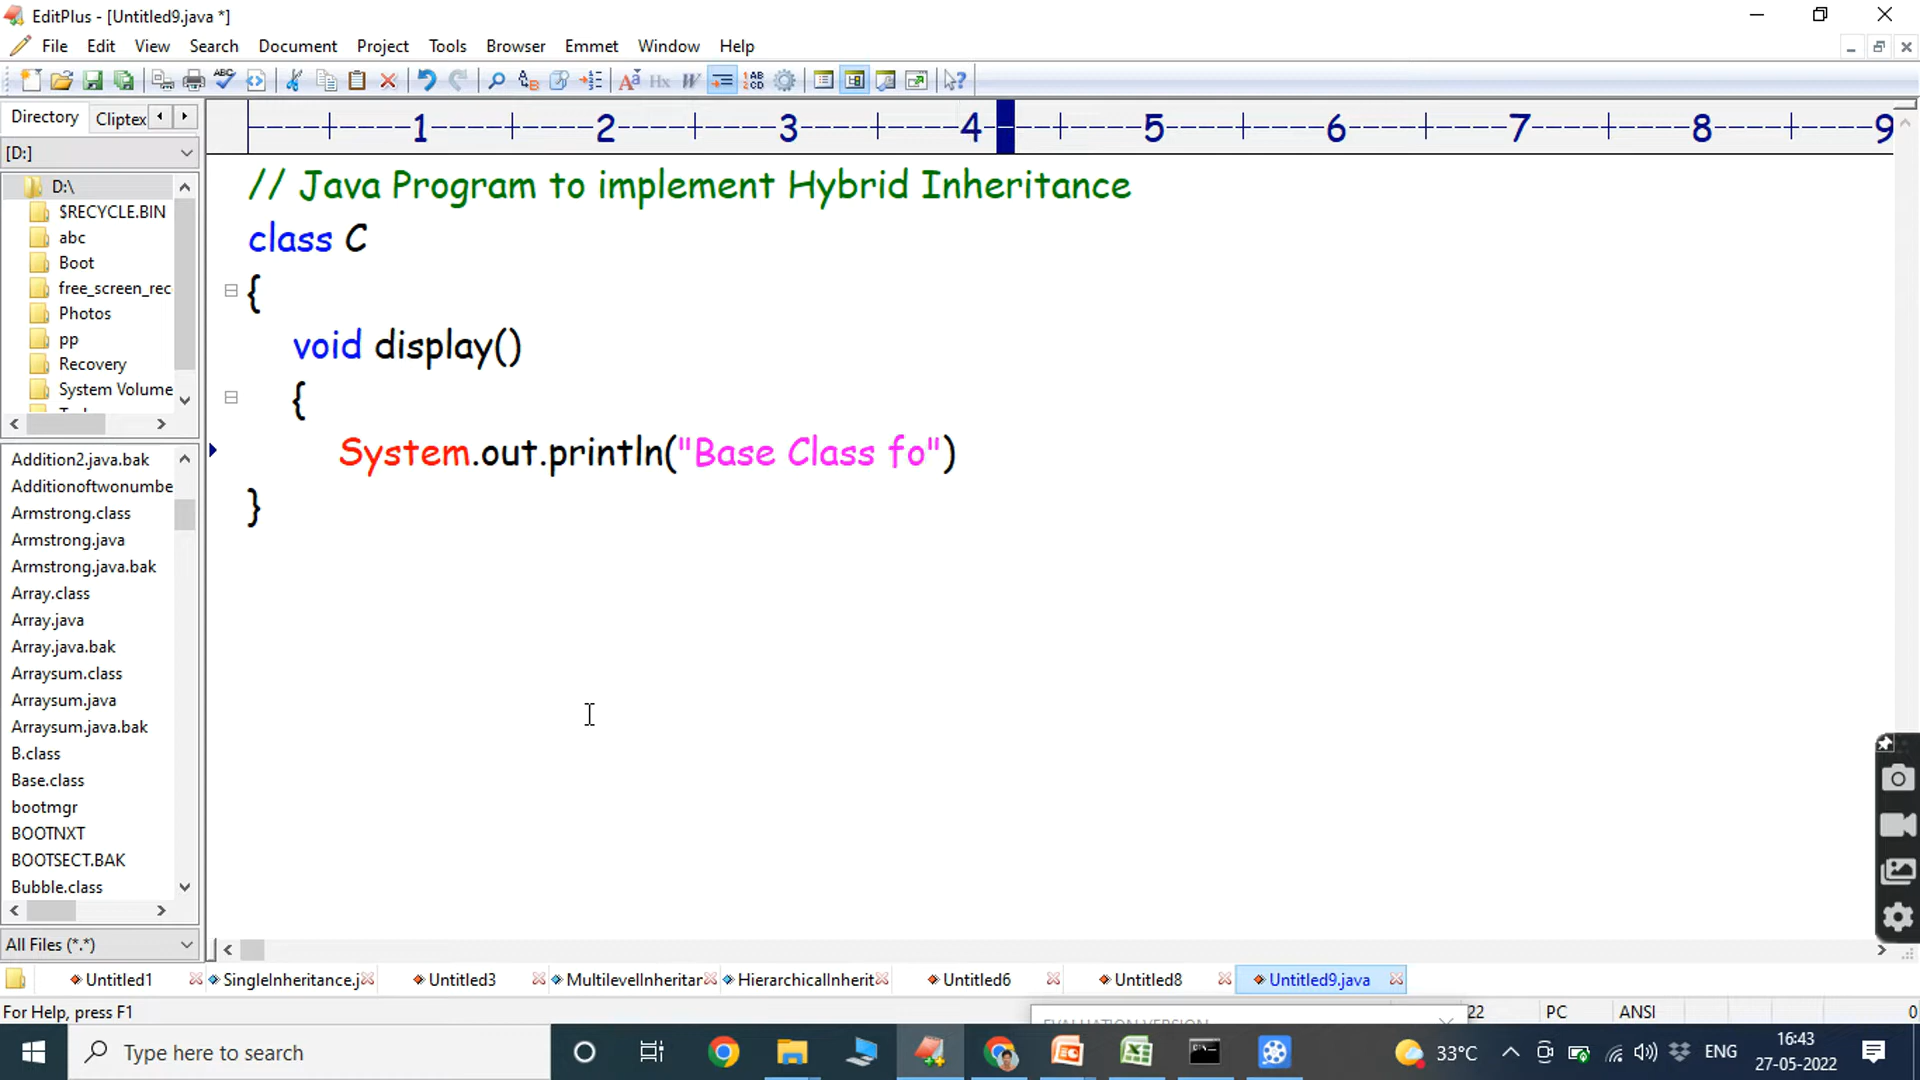 EditPlus - [Untitled9.java *]
File Edit View Search Document Project Tools Browser Emmet Window Help
Directory Cliptex
[D:]
D:\
$RECYCLE.BIN
abc
Boot
free_screen_rec
Photos
pp
Recovery
System Volume
Addition2.java.bak
Additionoftwonumbe
Armstrong.class
Armstrong.java
Armstrong.java.bak
Array.class
Array.java
Array.java.bak
Arraysum.class
Arraysum.java
Arraysum.java.bak
B.class
Base.class
bootmgr
BOOTNXT
BOOTSECT.BAK
Bubble.class
All Files (*.*)
----+----1----+----2----+----3----+----4----+----5----+----6----+----7----+----8----+----9
// Java Program to implement Hybrid Inheritance
class C
{
void display()
{
System.out.println("Base Class fo")
}
Untitled1 SingleInheritance.j Untitled3 MultilevelInheritar HierarchicalInherit Untitled6 Untitled8 Untitled9.java
For Help, press F1
22 PC ANSI 0
Type here to search
33°C ENG
16:43
27-05-2022